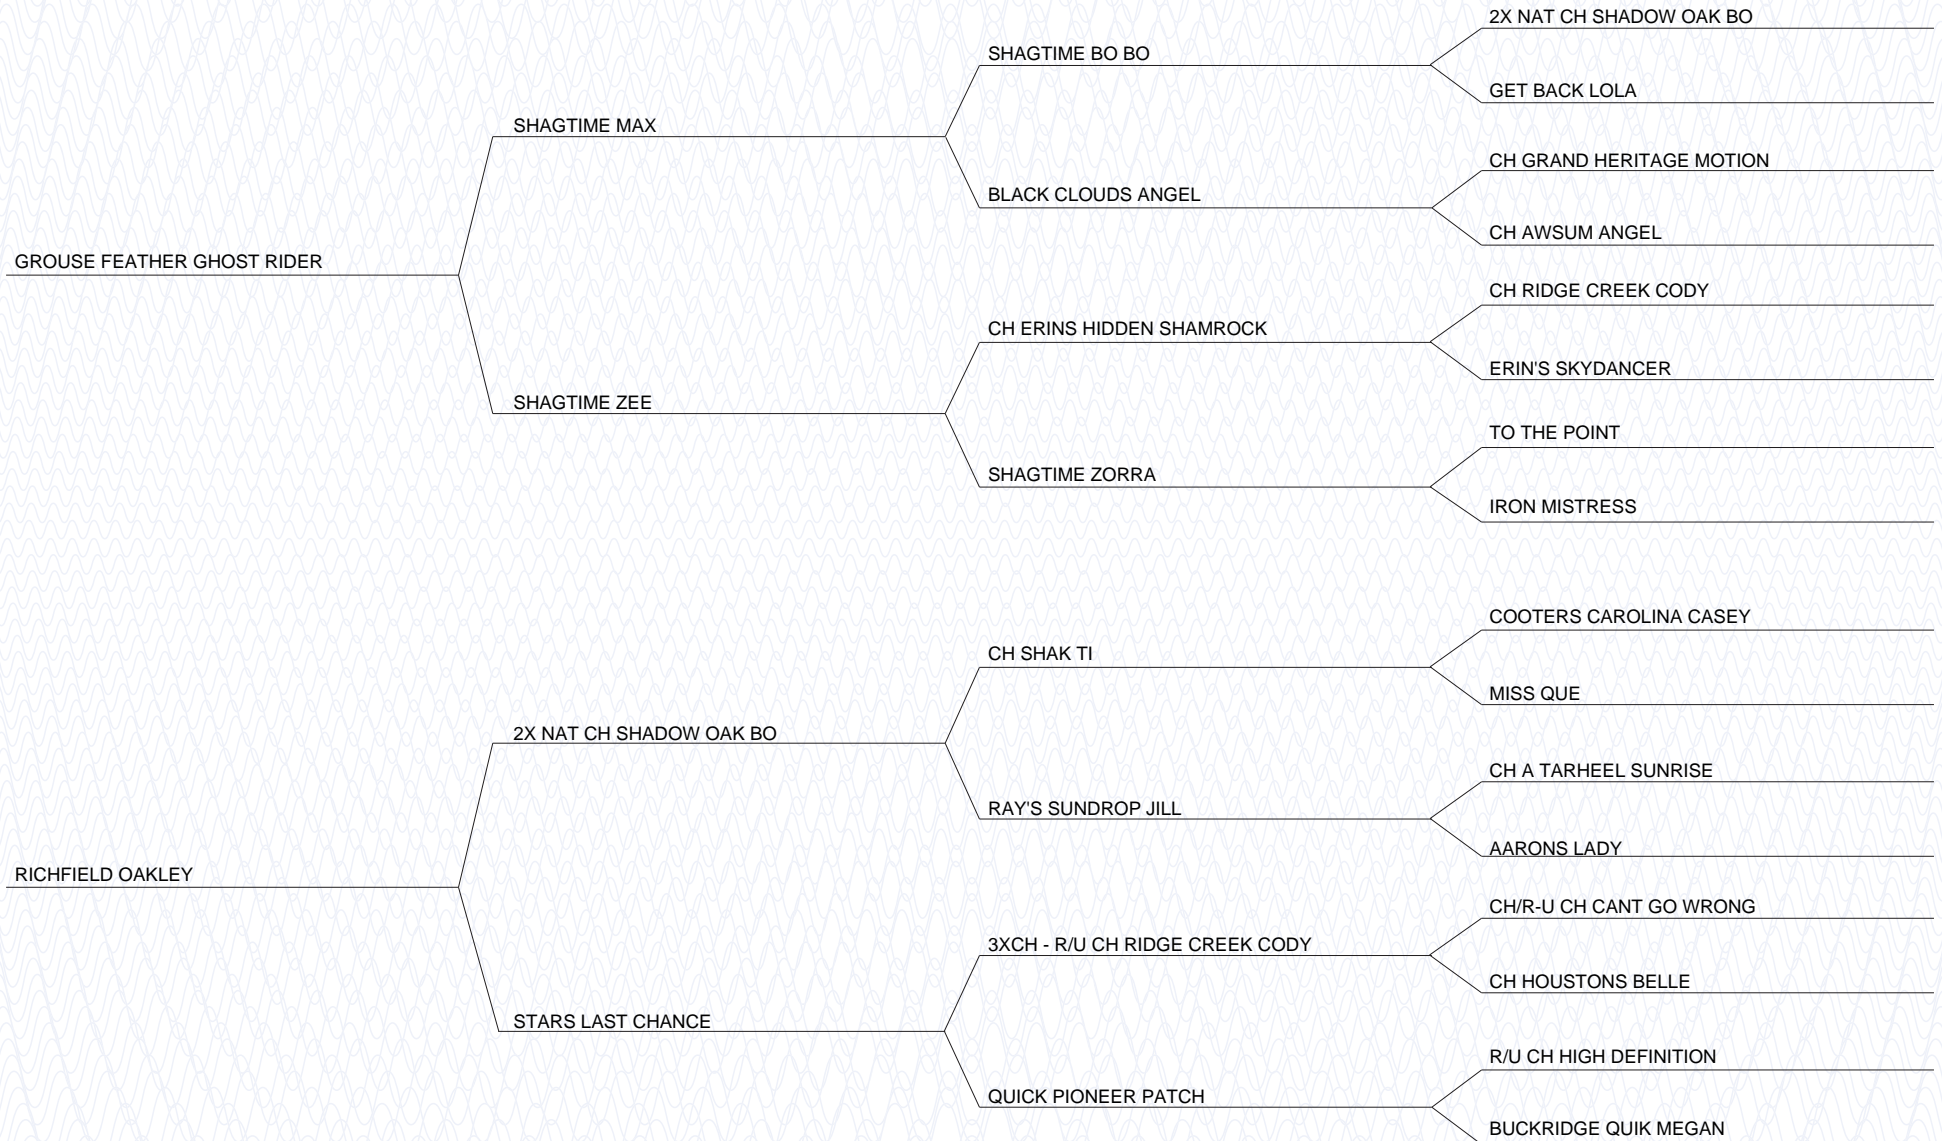 2X NAT CH SHADOW OAK BO
SHAGTIME BO BO
GET BACK LOLA
SHAGTIME MAX
CH GRAND HERITAGE MOTION
BLACK CLOUDS ANGEL
CH AWSUM ANGEL
GROUSE FEATHER GHOST RIDER
CH RIDGE CREEK CODY
CH ERINS HIDDEN SHAMROCK
ERIN'S SKYDANCER
SHAGTIME ZEE
TO THE POINT
SHAGTIME ZORRA
IRON MISTRESS
COOTERS CAROLINA CASEY
CH SHAK TI
MISS QUE
2X NAT CH SHADOW OAK BO
CH A TARHEEL SUNRISE
RAY'S SUNDROP JILL
AARONS LADY
RICHFIELD OAKLEY
CH/R-U CH CANT GO WRONG
3XCH - R/U CH RIDGE CREEK CODY
CH HOUSTONS BELLE
STARS LAST CHANCE
R/U CH HIGH DEFINITION
QUICK PIONEER PATCH
BUCKRIDGE QUIK MEGAN